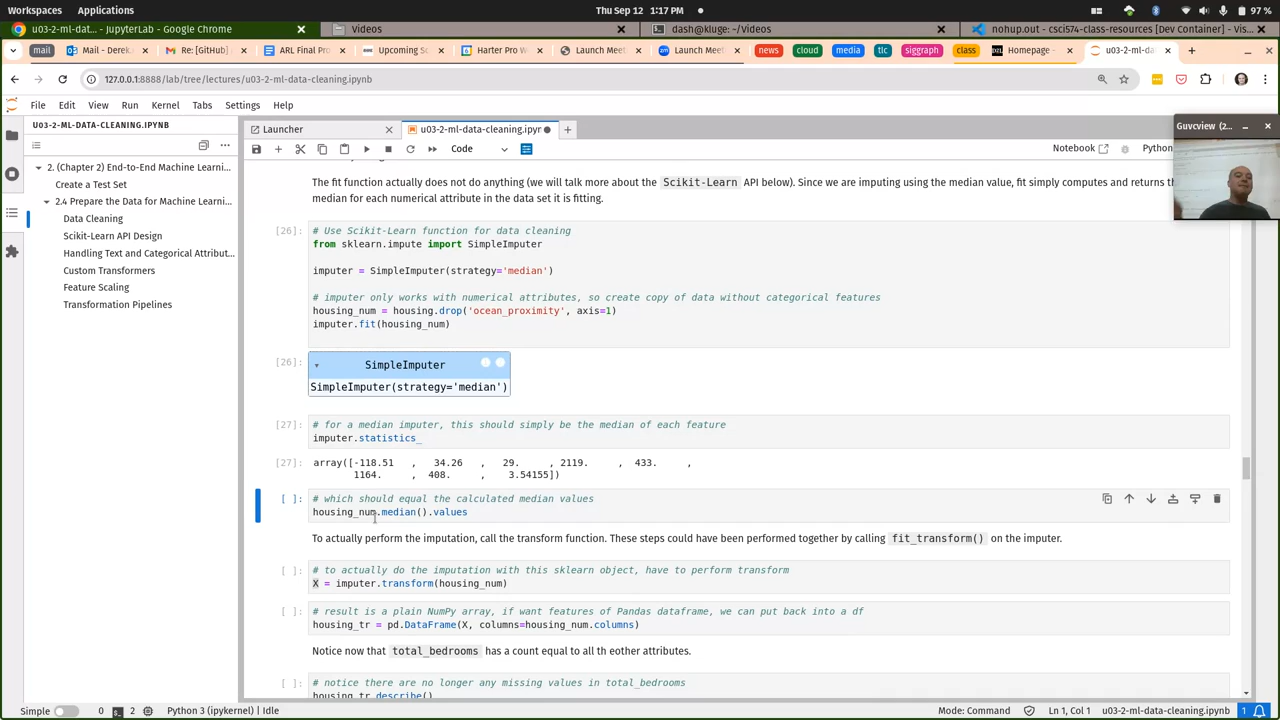 Workspaces Applications Thu Sep 12 1:17 PM 97 %
u03-2-ml-dat... - JupyterLab - Google Chrome Videos dash@kluge:~/Videos nohup.out - csci574-class-resources [Dev Container] - Vis...
mail Mail - Derek Re: [GitHub] ARL Final Pro Upcoming Sc Harter Pro W Launch Meet Launch Mee news cloud media tlc siggraph class Homepage - u03-2-ml-dat
127.0.0.1:8888/lab/tree/lectures/u03-2-ml-data-cleaning.ipynb
File Edit View Run Kernel Tabs Settings Help
U03-2-ML-DATA-CLEANING.IPYNB
Launcher
u03-2-ml-data-cleaning.ipyr
Guvcview (2...
Code
Notebook
Python
2. (Chapter 2) End-to-End Machine Learni...
Create a Test Set
2.4 Prepare the Data for Machine Learni...
Data Cleaning
Scikit-Learn API Design
Handling Text and Categorical Attribut...
Custom Transformers
Feature Scaling
Transformation Pipelines
The fit function actually does not do anything (we will talk more about the Scikit-Learn API below). Since we are imputing using the median value, fit simply computes and returns th
median for each numerical attribute in the data set it is fitting.
[26]: # Use Scikit-Learn function for data cleaning
from sklearn.impute import SimpleImputer
imputer = SimpleImputer(strategy='median')
# imputer only works with numerical attributes, so create copy of data without categorical features
housing_num = housing.drop('ocean_proximity', axis=1)
imputer.fit(housing_num)
[26]: SimpleImputer
SimpleImputer(strategy='median')
[27]: # for a median imputer, this should simply be the median of each feature
imputer.statistics_
[27]: array([-118.51 , 34.26 , 29. , 2119. , 433. ,
1164. , 408. , 3.54155])
[ ]: # which should equal the calculated median values
housing_num.median().values
To actually perform the imputation, call the transform function. These steps could have been performed together by calling fit_transform() on the imputer.
[ ]: # to actually do the imputation with this sklearn object, have to perform transform
X = imputer.transform(housing_num)
[ ]: # result is a plain NumPy array, if want features of Pandas dataframe, we can put back into a df
housing_tr = pd.DataFrame(X, columns=housing_num.columns)
Notice now that total_bedrooms has a count equal to all th eother attributes.
[ ]: # notice there are no longer any missing values in total_bedrooms
housing_tr.describe()
Simple 0 2 Python 3 (ipykernel) | Idle Mode: Command Ln 1, Col 1 u03-2-ml-data-cleaning.ipynb 1